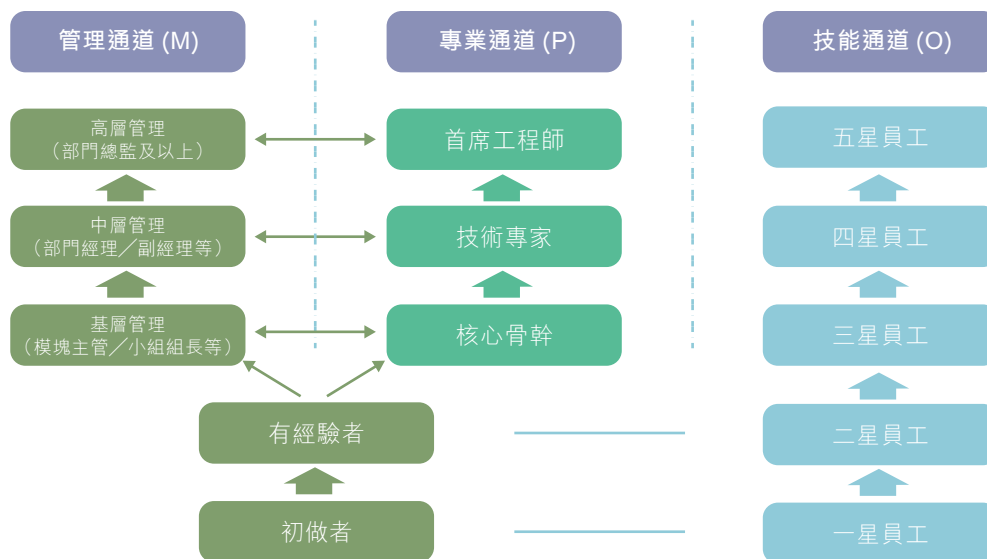 管理通道 (M)
專業通道 (P)
技能通道 (O)
高層管理
（部門總監及以上）
首席工程師
五星員工
中層管理
（部門經理／副經理等）
技術專家
四星員工
基層管理
（模塊主管／小組組長等）
核心骨幹
三星員工
有經驗者
二星員工
初做者
一星員工